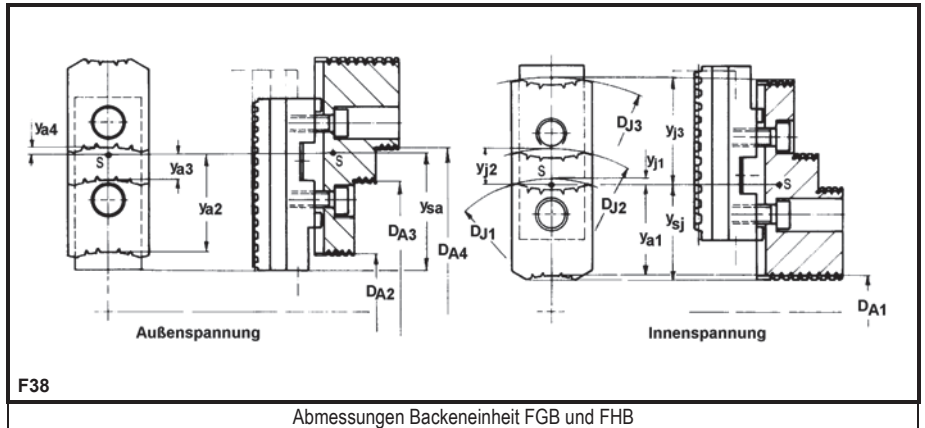 ya4
S
ya3
ya2
S
ysa
DA3
DA4
DA2
Außenspannung
DJ3
yj3
yj2
S
yj1
S
DJ1
DJ2
ya1
ysj
DA1
Innenspannung
F38
Abmessungen Backeneinheit FGB und FHB